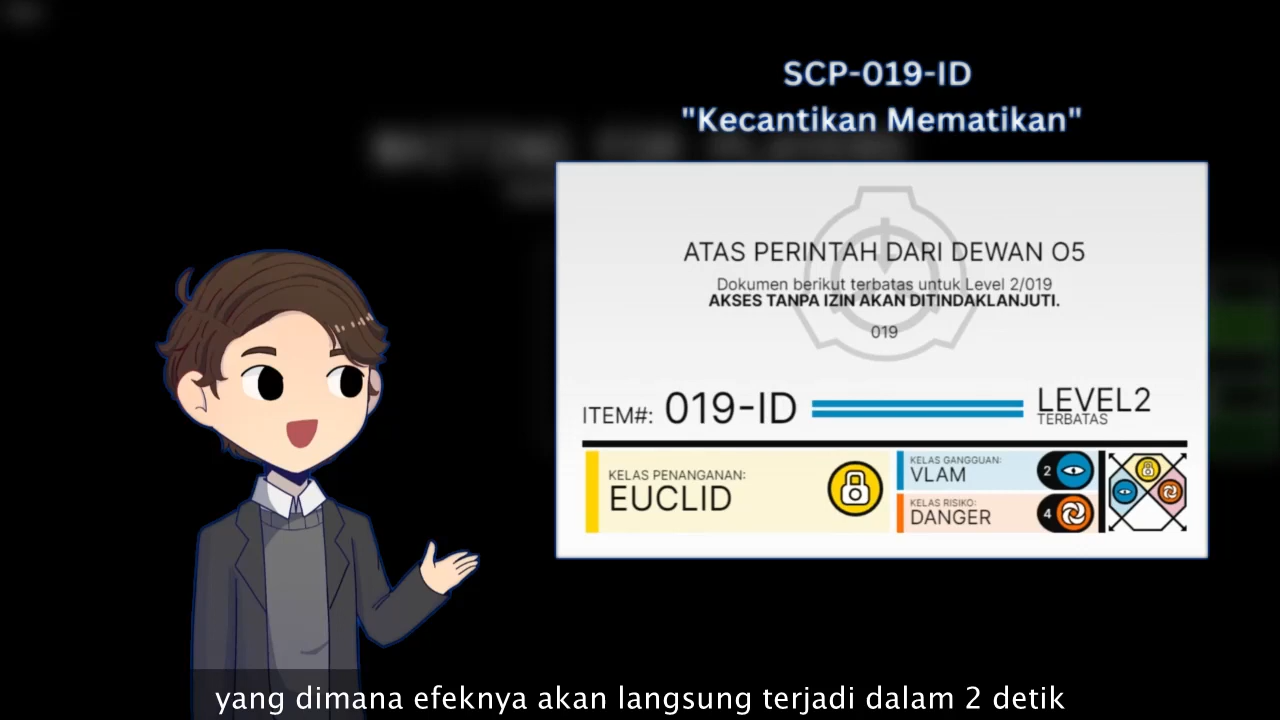 SCP-019-ID
"Kecantikan Mematikan"
ATAS PERINTAH DARI DEWAN O5
Dokumen berikut terbatas untuk Level 2/019
AKSES TANPA IZIN AKAN DITINDAKLANJUTI.
019
ITEM#: 019-ID
LEVEL2
TERBATAS
KELAS PENANGANAN:
EUCLID
KELAS GANGGUAN:
VLAM
2
KELAS RISIKO:
DANGER
4
yang dimana efeknya akan langsung terjadi dalam 2 detik